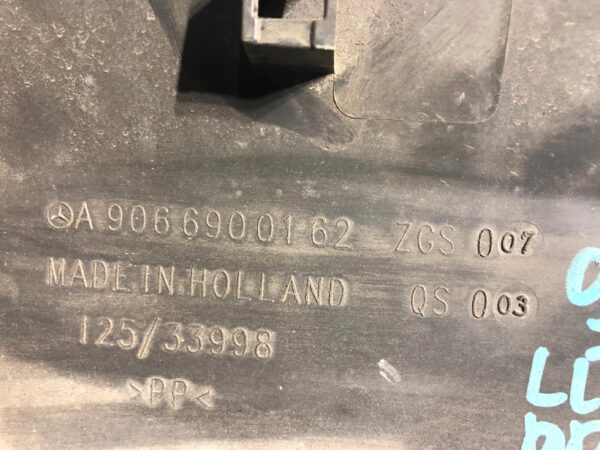 A 906 690 01 62 ZGS 007
MADE IN HOLLAND QS 003
125/33998
>PP<